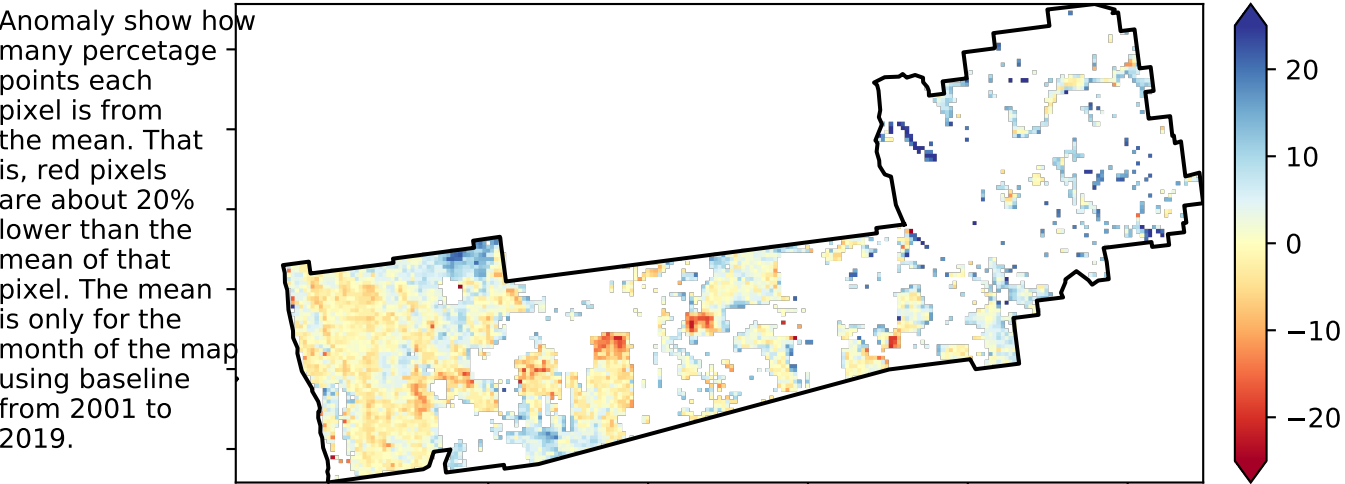 Anomaly show how
many percetage
points each
pixel is from
the mean. That
is, red pixels
are about 20%
lower than the
mean of that
pixel. The mean
is only for the
month of the map
using baseline
from 2001 to
2019.
20
10
0
−10
−20